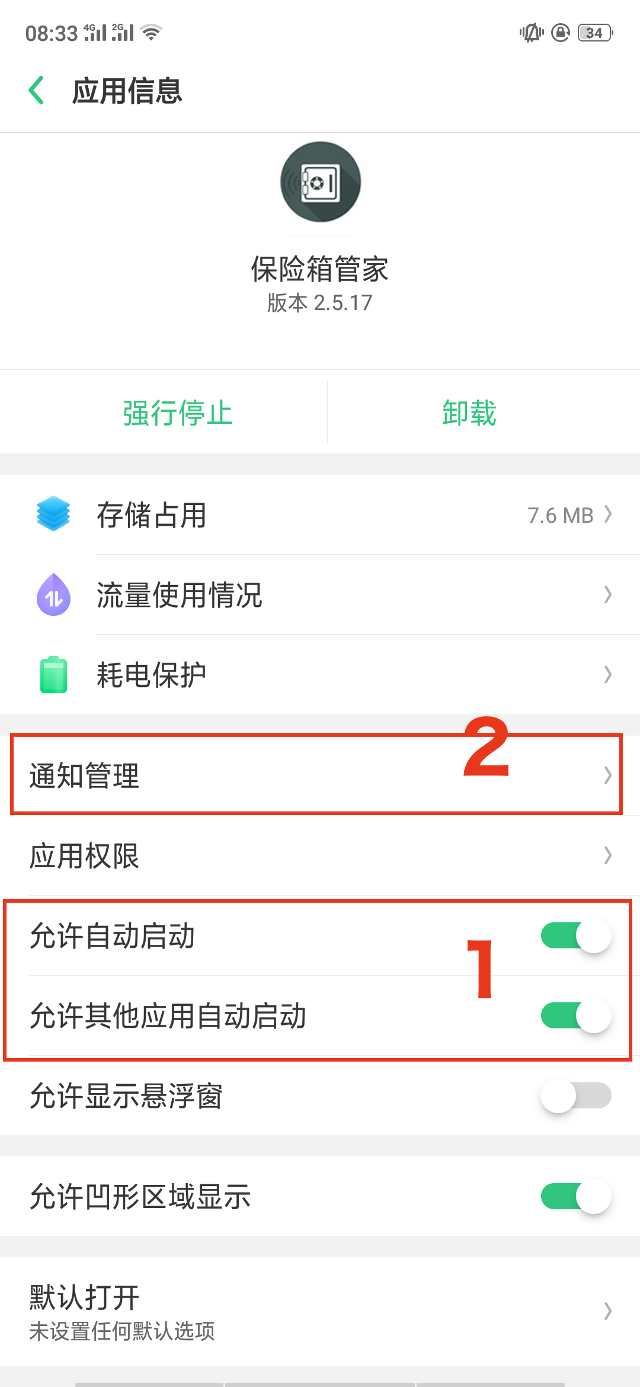 08:33 4G 2G 34
应用信息
保险箱管家
版本 2.5.17
强行停止 卸载
存储占用 7.6 MB
流量使用情况
耗电保护
2
通知管理
应用权限
允许自动启动
1
允许其他应用自动启动
允许显示悬浮窗
允许凹形区域显示
默认打开
未设置任何默认选项